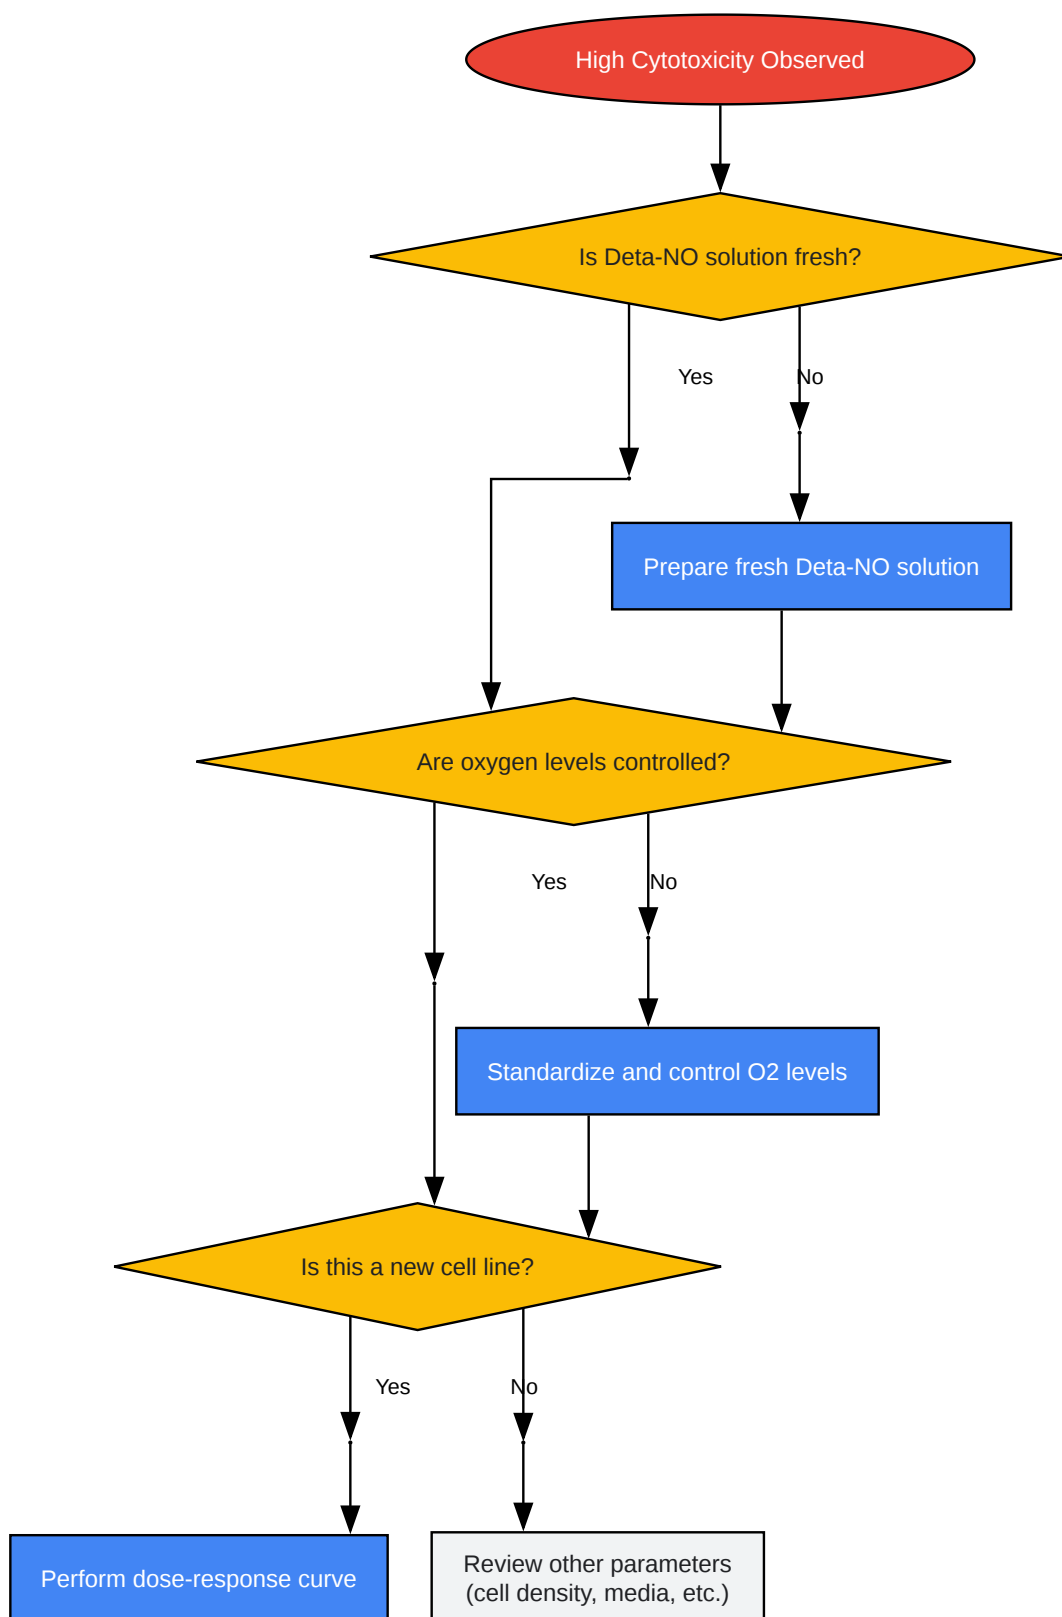 High Cytotoxicity Observed
Is Deta-NO solution fresh?
Yes
No
Prepare fresh Deta-NO solution
Are oxygen levels controlled?
Yes
No
Standardize and control O2 levels
Is this a new cell line?
Yes
No
Perform dose-response curve
Review other parameters
(cell density, media, etc.)